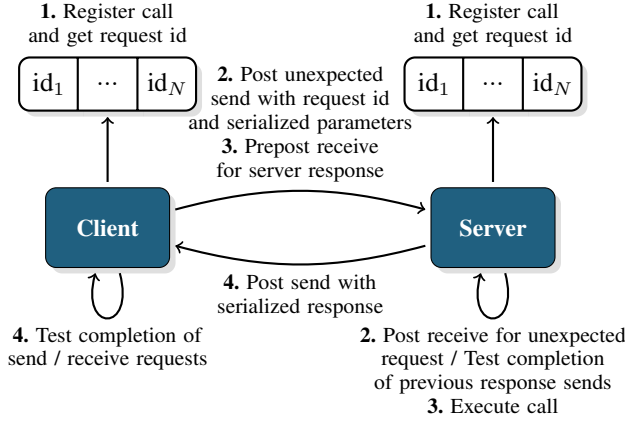 1. Register call
and get request id
id₁ ... id_N
1. Register call
and get request id
id₁ ... id_N
2. Post unexpected
send with request id
and serialized parameters
3. Prepost receive
for server response
Client
Server
4. Post send with
serialized response
4. Test completion of
send / receive requests
2. Post receive for unexpected
request / Test completion
of previous response sends
3. Execute call